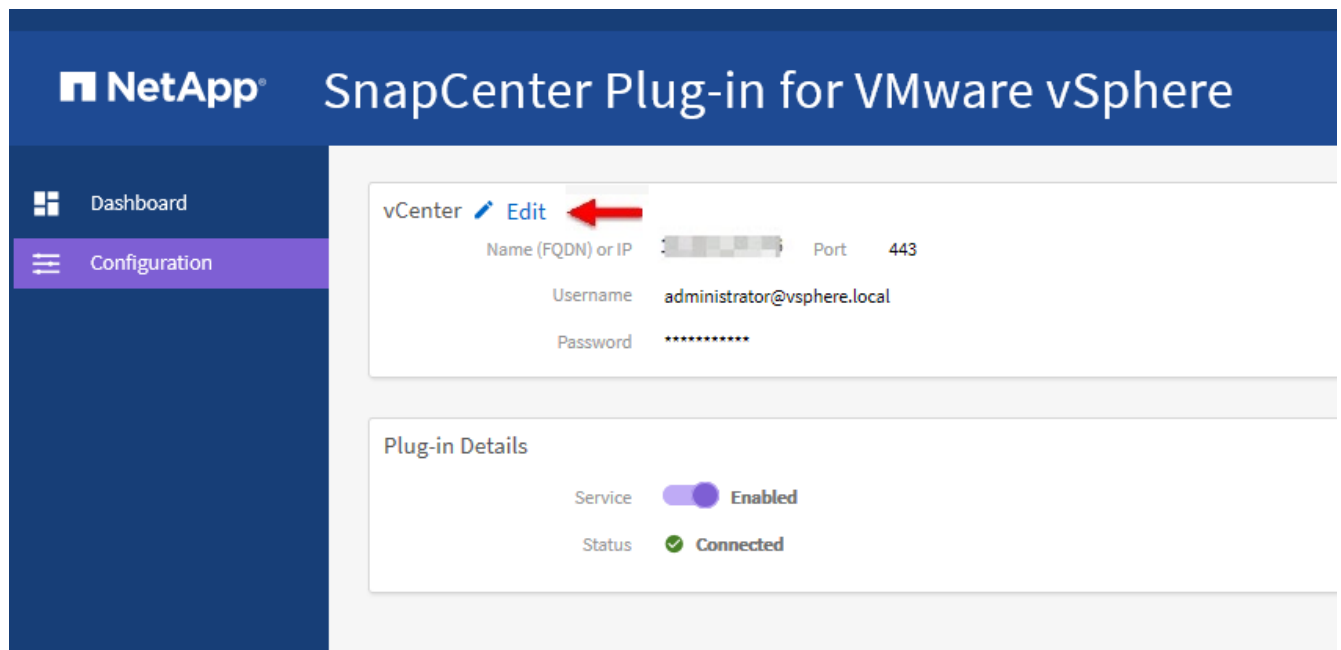 NetApp SnapCenter Plug-in for VMware vSphere
Dashboard
Configuration
vCenter Edit
Name (FQDN) or IP Port 443
Username administrator@vsphere.local
Password ***********
Plug-in Details
Service Enabled
Status Connected